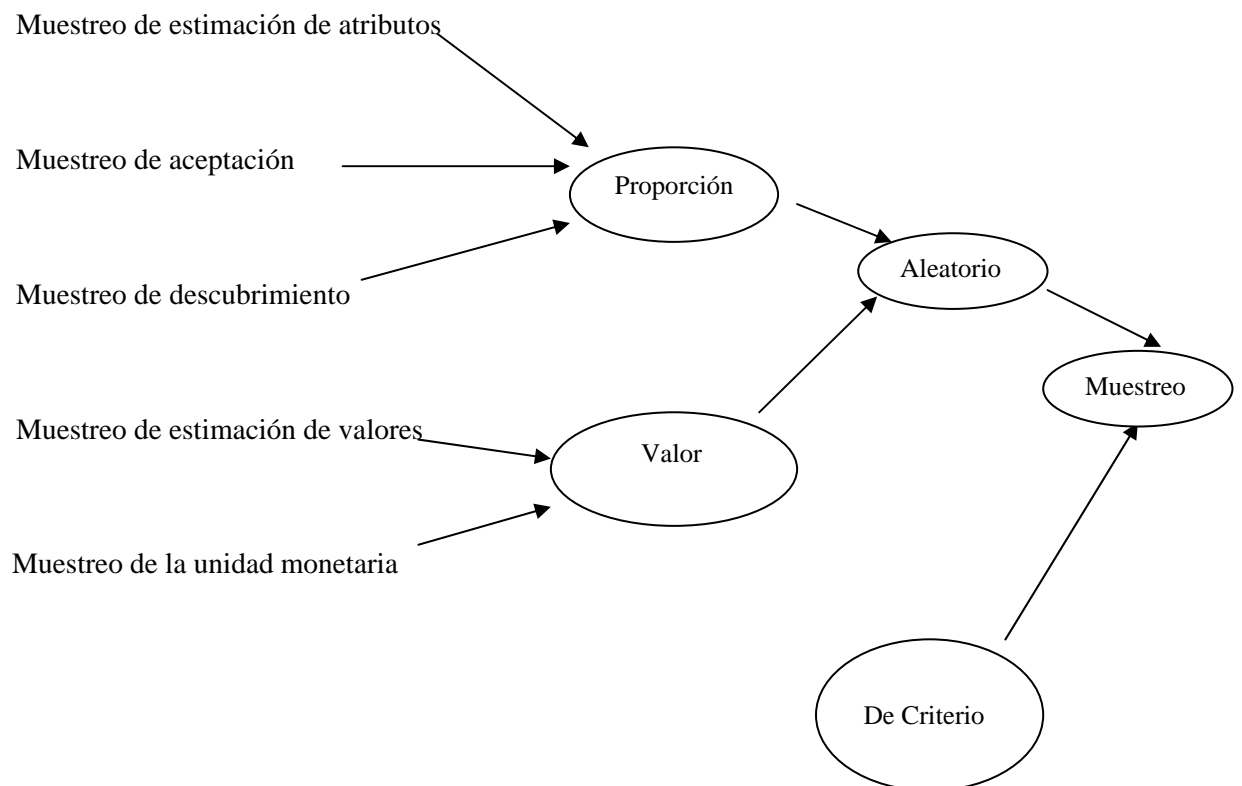 Muestreo de estimación de atributos
Muestreo de aceptación
Proporción
Aleatorio
Muestreo de descubrimiento
Muestreo
Muestreo de estimación de valores
Valor
Muestreo de la unidad monetaria
De Criterio